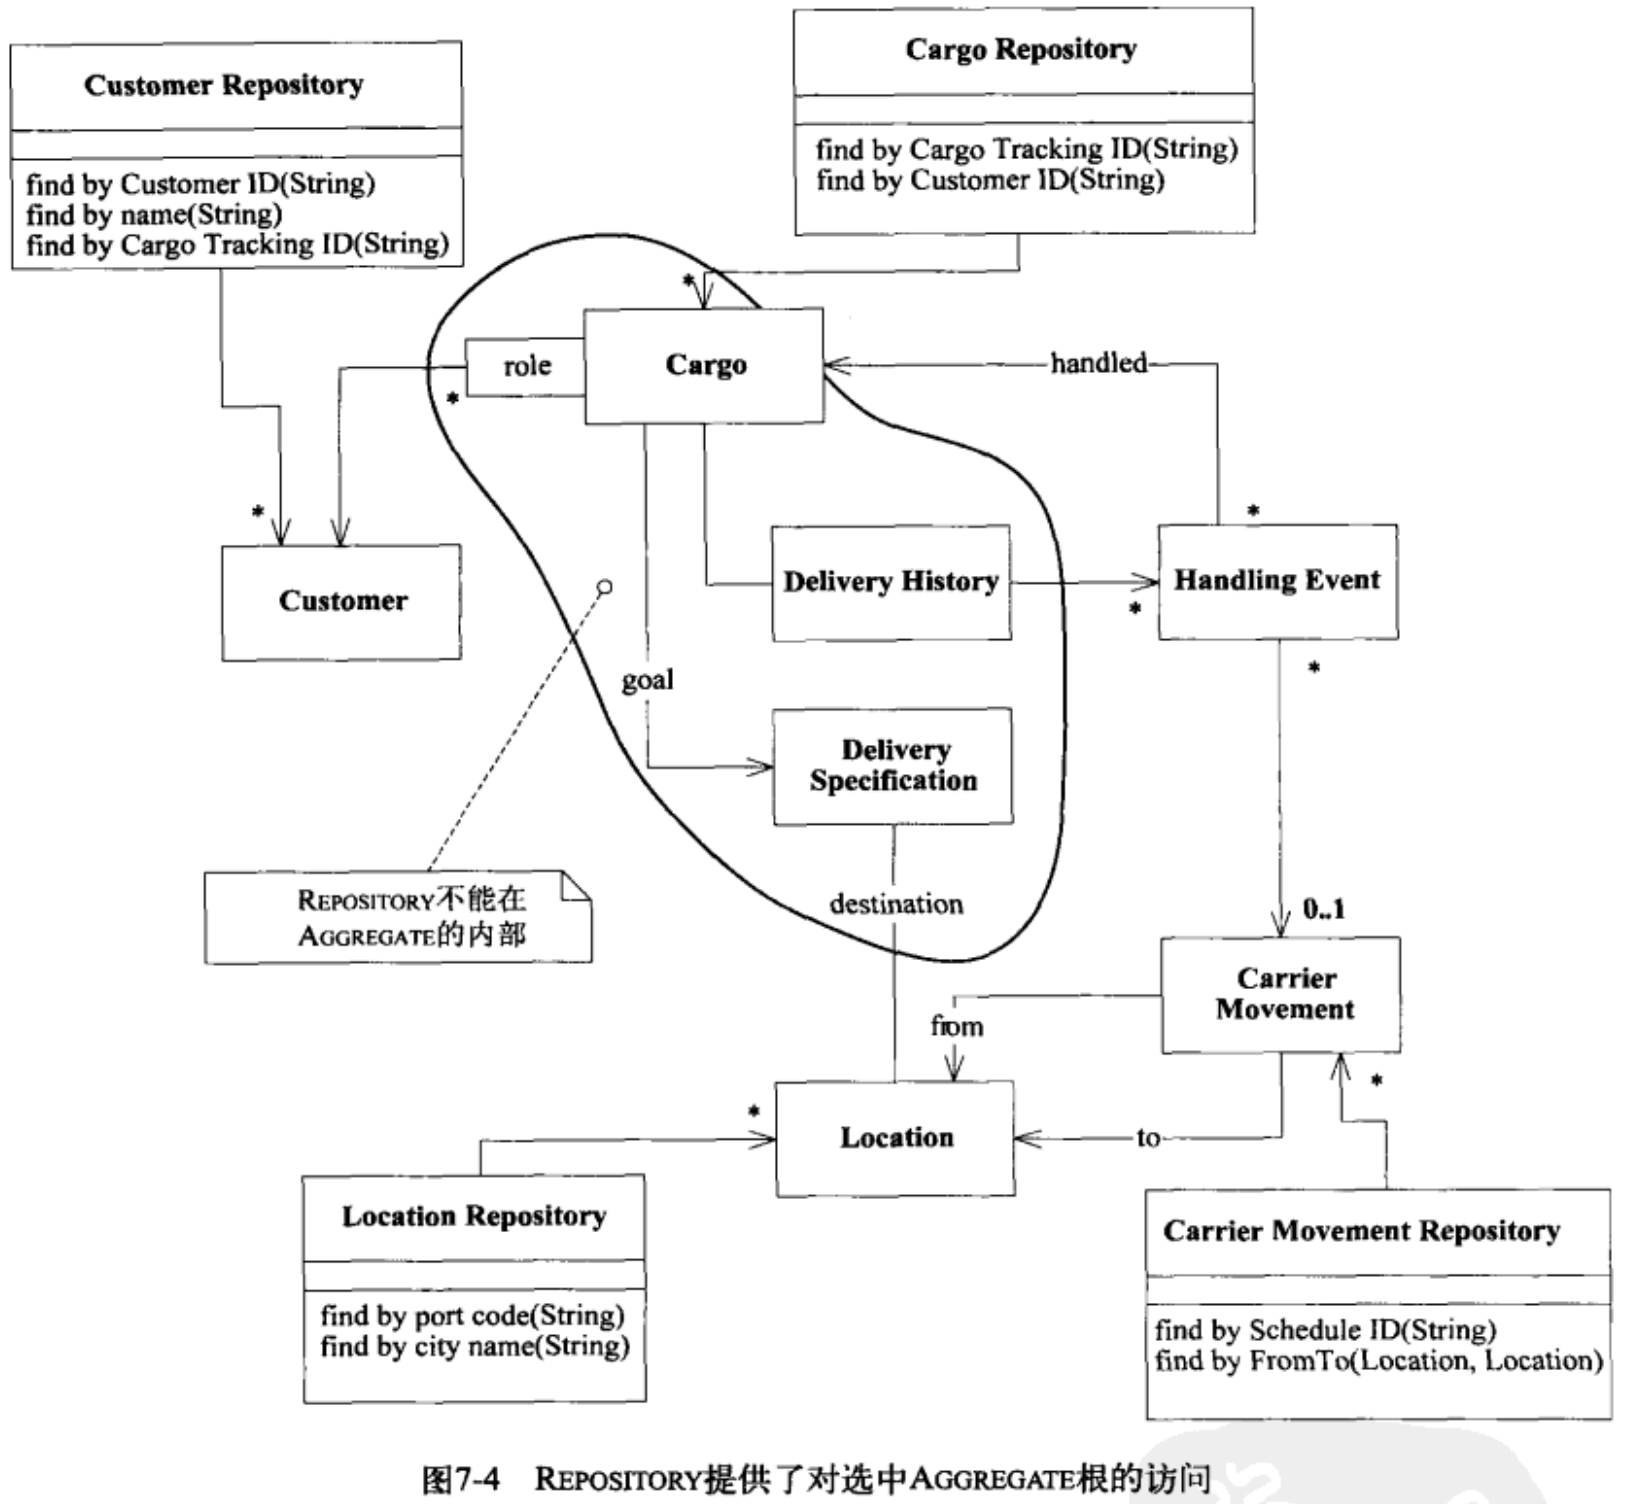 Customer Repository
find by Customer ID(String)
find by name(String)
find by Cargo Tracking ID(String)
Cargo Repository
find by Cargo Tracking ID(String)
find by Customer ID(String)
*
role
*
Cargo
handled
*
*
Customer
Delivery History
*
Handling Event
*
goal
Delivery
Specification
REPOSITORY不能在
AGGREGATE的内部
destination
0..1
Carrier
Movement
from
*
*
Location
to
Location Repository
find by port code(String)
find by city name(String)
Carrier Movement Repository
find by Schedule ID(String)
find by FromTo(Location, Location)
图7-4 REPOSITORY提供了对选中AGGREGATE根的访问